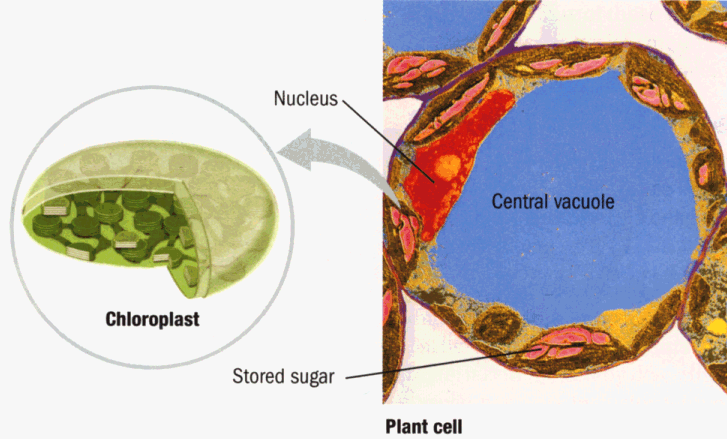 Nucleus
Central vacuole
Chloroplast
Stored sugar
Plant cell